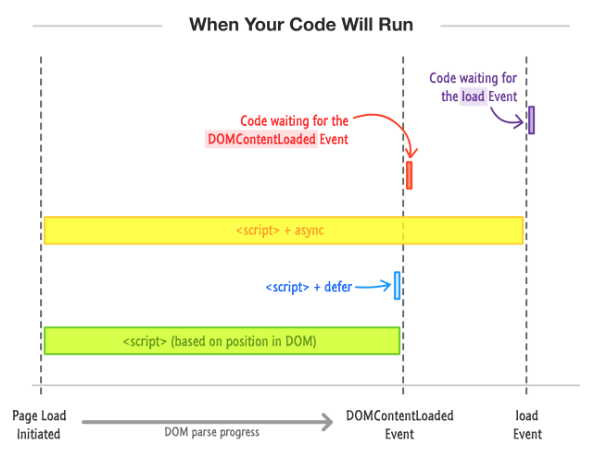 When Your Code Will Run
Code waiting for
the load Event
Code waiting for the
DOMContentLoaded Event
<script> + async
<script> + defer
<script> (based on position in DOM)
Page Load
Initiated
DOM parse progress
DOMContentLoaded
Event
load
Event